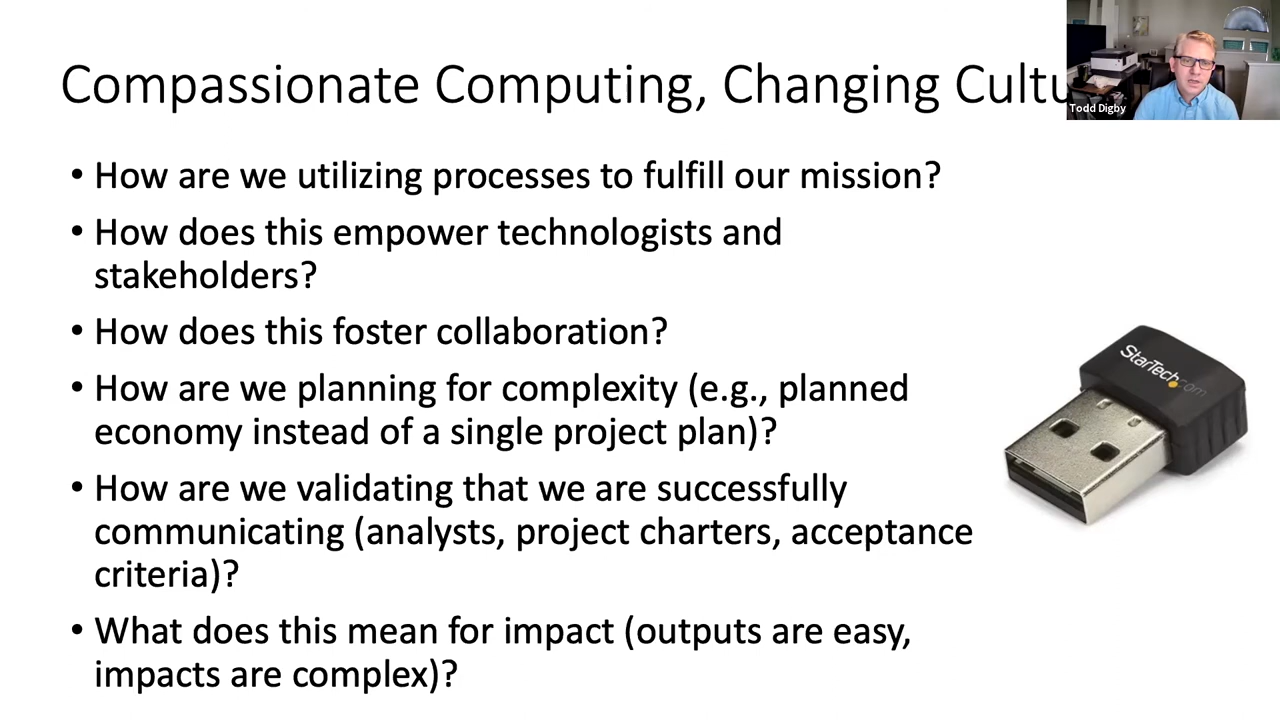 Compassionate Computing, Changing Cultu
Todd Digby
• How are we utilizing processes to fulfill our mission?
• How does this empower technologists and
stakeholders?
• How does this foster collaboration?
• How are we planning for complexity (e.g., planned
economy instead of a single project plan)?
• How are we validating that we are successfully
communicating (analysts, project charters, acceptance
criteria)?
• What does this mean for impact (outputs are easy,
impacts are complex)?
StarTech.com